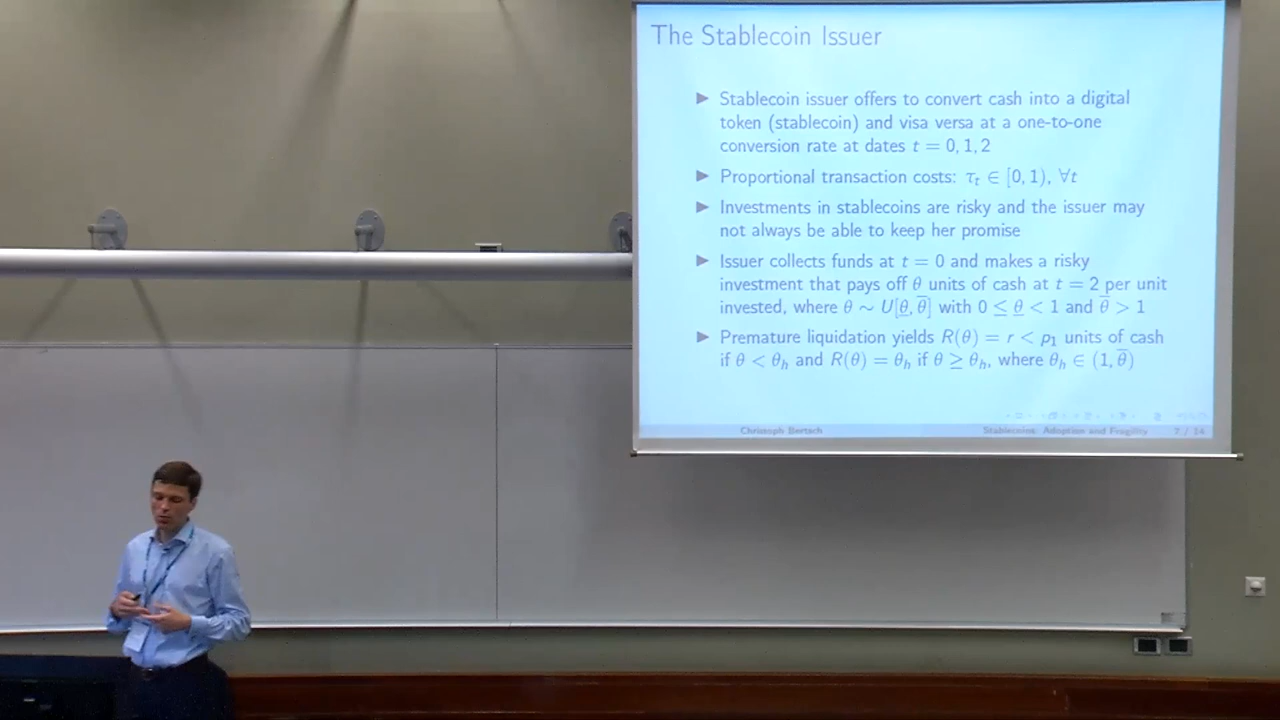 The Stablecoin Issuer
Stablecoin issuer offers to convert cash into a digital
token (stablecoin) and visa versa at a one-to-one
conversion rate at dates t = 0, 1, 2
Proportional transaction costs: τₜ ∈ [0, 1), ∀t
Investments in stablecoins are risky and the issuer may
not always be able to keep her promise
Issuer collects funds at t = 0 and makes a risky
investment that pays off θ units of cash at t = 2 per unit
invested, where θ ∼ U[θ̲, θ̅] with 0 ≤ θ̲ < 1 and θ̅ > 1
Premature liquidation yields R(θ) = r < p₁ units of cash
if θ < θₕ and R(θ) = θₕ if θ ≥ θₕ, where θₕ ∈ (1, θ̅)
Christoph Bertsch Stablecoins: Adoption and Fragility 7 / 14